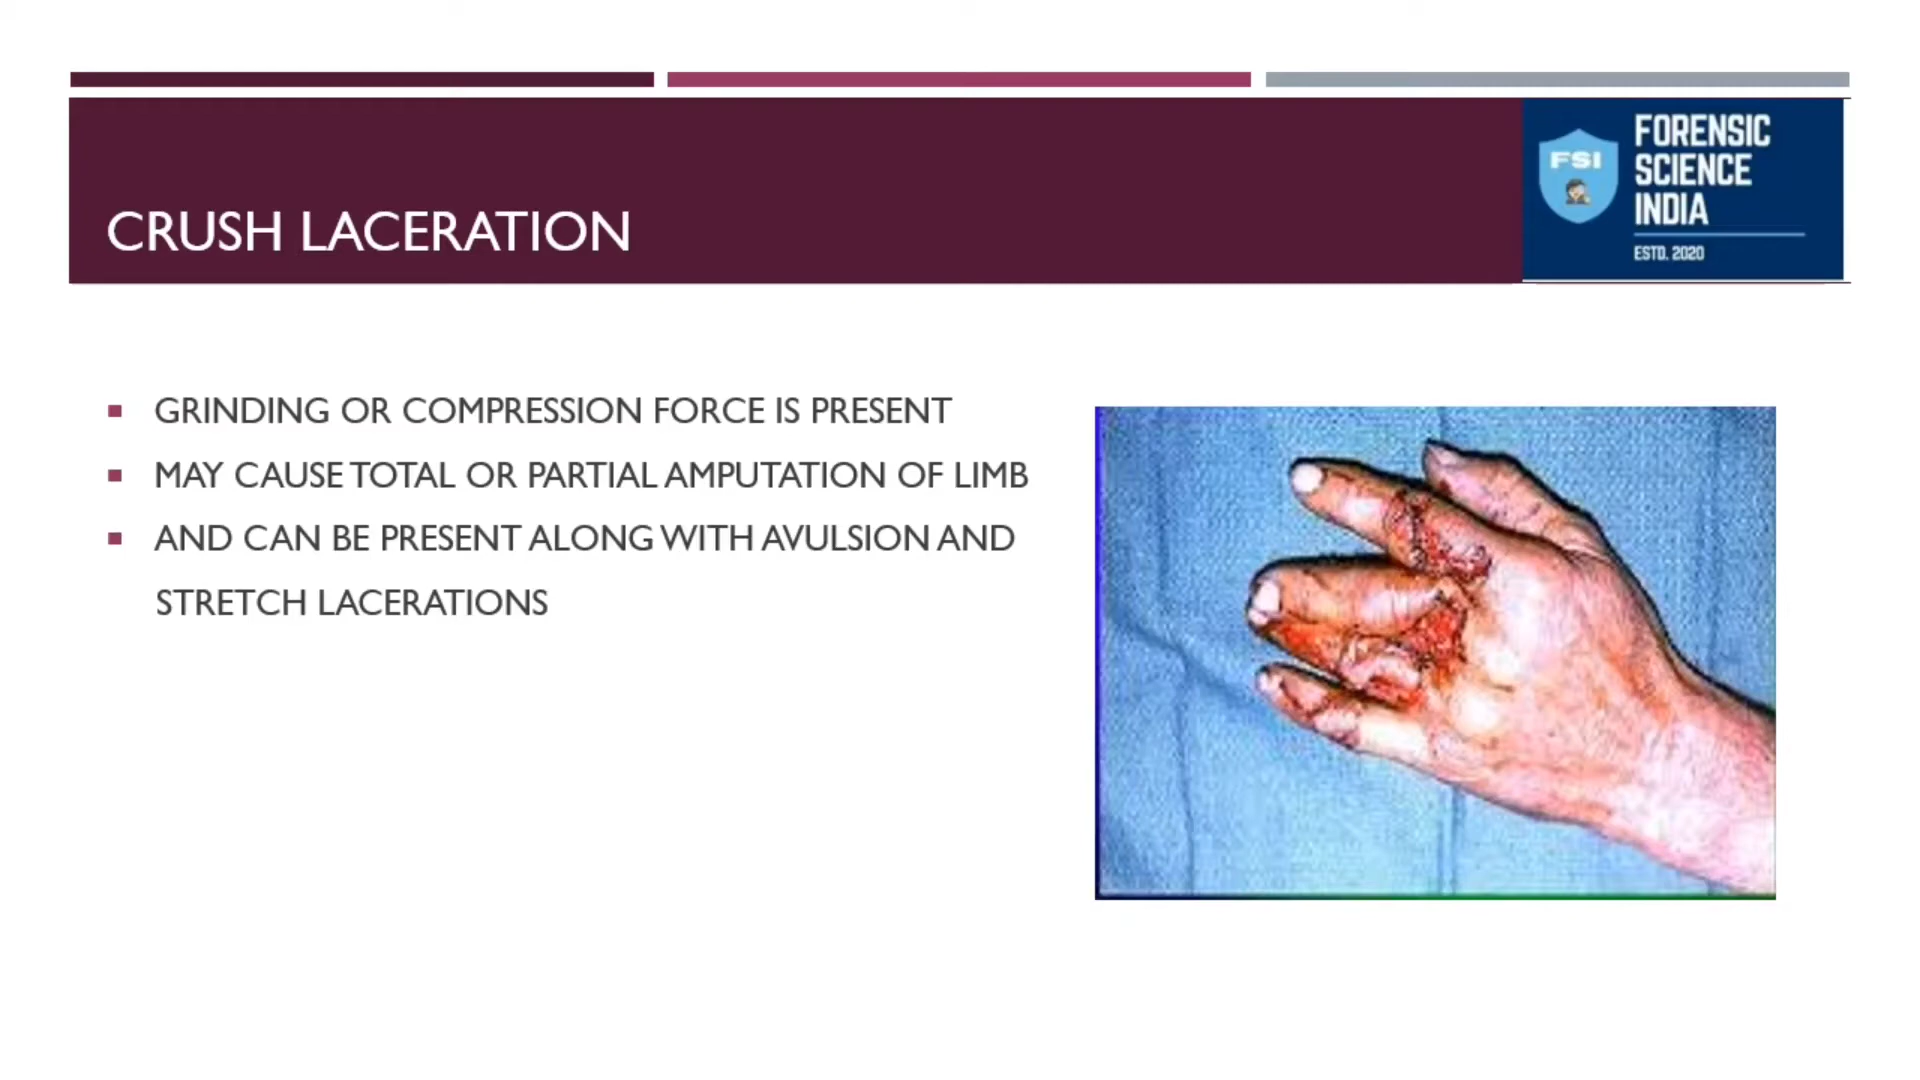 CRUSH LACERATION
FSI
FORENSIC
SCIENCE
INDIA
ESTD. 2020
GRINDING OR COMPRESSION FORCE IS PRESENT
MAY CAUSE TOTAL OR PARTIAL AMPUTATION OF LIMB
AND CAN BE PRESENT ALONG WITH AVULSION AND
STRETCH LACERATIONS